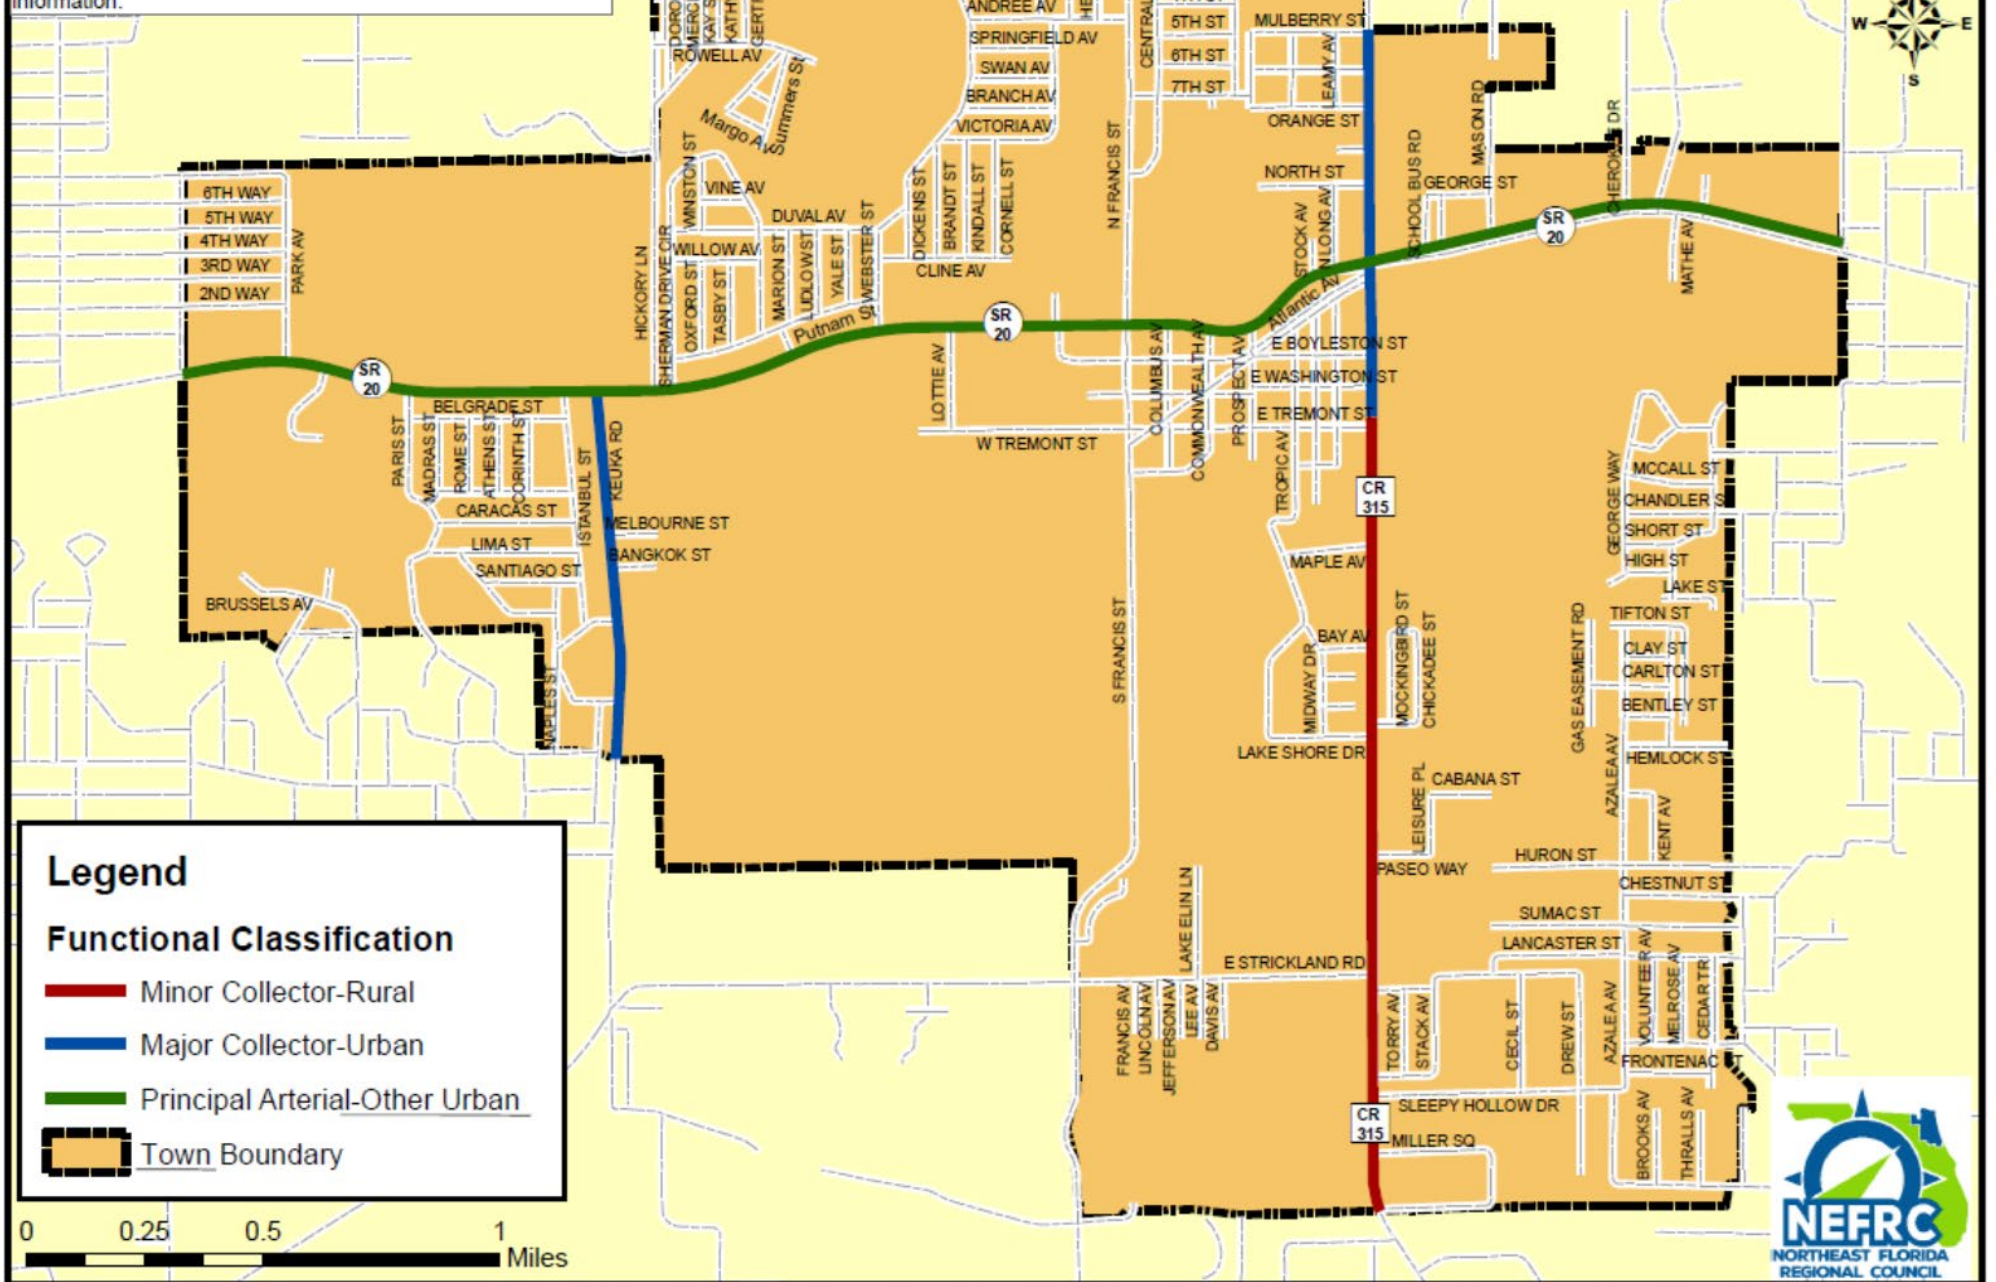 information.
DORO
MERC
KAY S
KATH
GERT
ROWELL AV
Margo Av
Summers St
ANDREE AV
SPRINGFIELD AV
SWAN AV
BRANCH AV
VICTORIA AV
HE
CENTRAL
5TH ST
6TH ST
7TH ST
MULBERRY ST
LEAMY AV
ORANGE ST
NORTH ST
MASON RD
SCHOOL BUS RD
GEORGE ST
CHEROKEE DR
W
E
S
6TH WAY
5TH WAY
4TH WAY
3RD WAY
2ND WAY
PARK AV
HICKORY LN
SHERMAN DRIVE CIR
WINSTON ST
VINE AV
DUVAL AV
WILLOW AV
OXFORD ST
TASBY ST
MARION ST
LUDLOW ST
YALE ST
WEBSTER ST
Putnam St
DICKENS ST
BRANDT ST
KINDALL ST
CORNELL ST
CLINE AV
N FRANCIS ST
STOCK AV
N LONG AV
Atlantic Av
MATHE AV
SR
20
SR
20
SR
20
LOTTIE AV
COLUMBUS AV
COMMONWEALTH AV
PROSPECT AV
E BOYLESTON ST
E WASHINGTON ST
E TREMONT ST
W TREMONT ST
TROPIC AV
BELGRADE ST
PARIS ST
MADRAS ST
ROME ST
ATHENS ST
CORINTH ST
ISTANBUL ST
KEUKA RD
CARACAS ST
MELBOURNE ST
LIMA ST
BANGKOK ST
SANTIAGO ST
BRUSSELS AV
NAPLES ST
CR
315
MAPLE AV
BAY AV
MIDWAY DR
MOCKINGBIRD ST
CHICKADEE ST
LAKE SHORE DR
S FRANCIS ST
GEORGE WAY
MCCALL ST
CHANDLER S
SHORT ST
HIGH ST
LAKE ST
TIFTON ST
CLAY ST
CARLTON ST
BENTLEY ST
GAS EASEMENT RD
HEMLOCK ST
AZALEA AV
KENT AV
LEISURE PL
CABANA ST
PASEO WAY
HURON ST
CHESTNUT ST
SUMAC ST
LANCASTER ST
LAKE ELIN LN
E STRICKLAND RD
FRANCIS AV
LINCOLN AV
JEFFERSON AV
LEE AV
DAVIS AV
TORRY AV
STACK AV
CECIL ST
DREW ST
AZALEA AV
VOLUNTEER AV
MELROSE AV
CEDAR TR
FRONTENAC ST
SLEEPY HOLLOW DR
CR
315
MILLER SQ
BROOKS AV
THRALLS AV
Legend
Functional Classification
Minor Collector-Rural
Major Collector-Urban
Principal Arterial-Other Urban
Town Boundary
0 0.25 0.5 1
Miles
NEFRC
NORTHEAST FLORIDA
REGIONAL COUNCIL